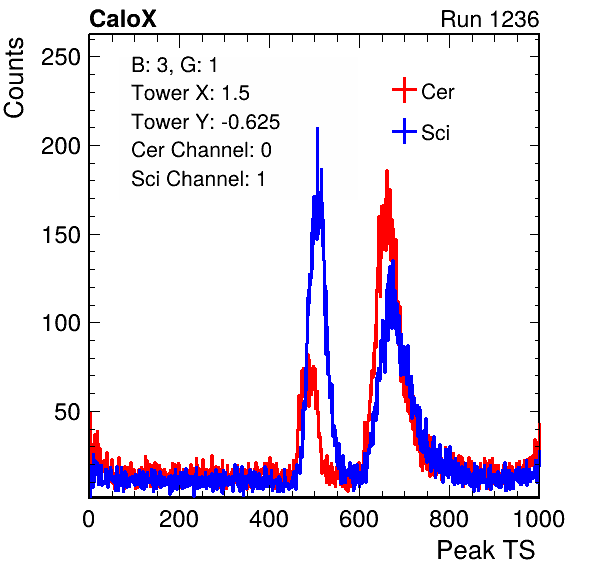 CaloX Run 1236
Counts
250
200
150
100
50
B: 3, G: 1
Tower X: 1.5
Tower Y: -0.625
Cer Channel: 0
Sci Channel: 1
Cer
Sci
0 200 400 600 800 1000
Peak TS